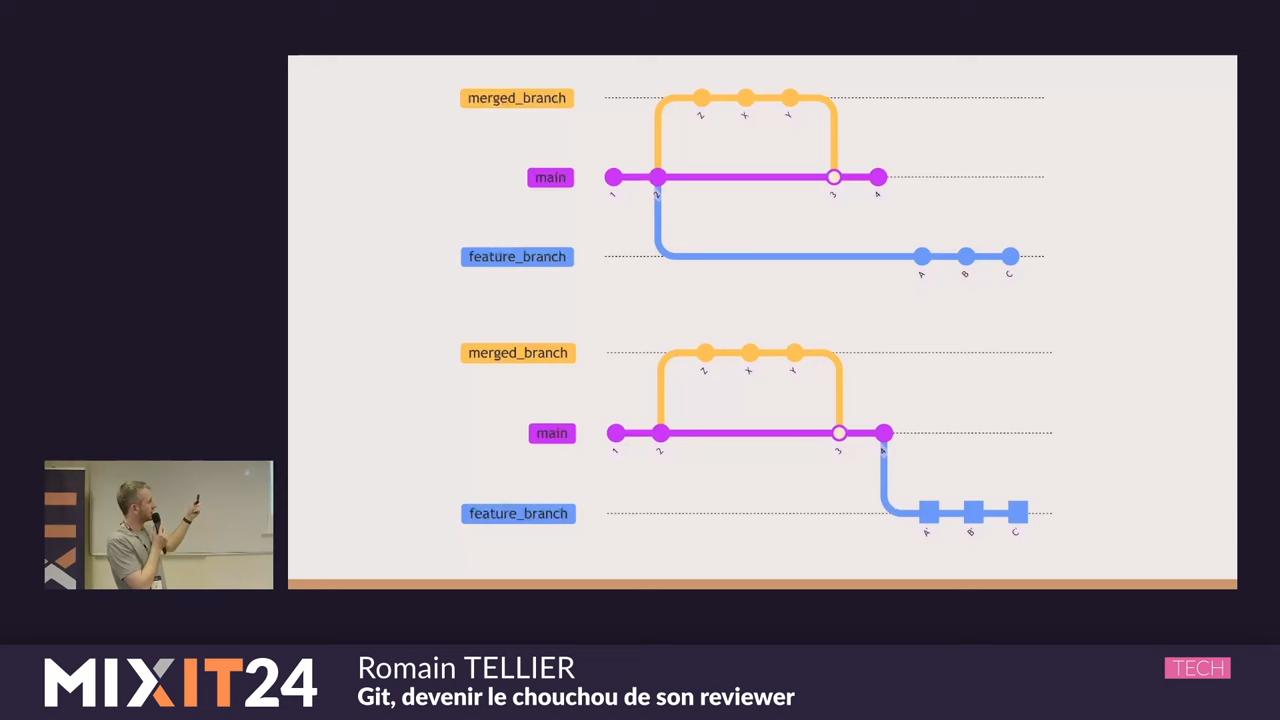 merged_branch
Z X Y
main
1 2 3 4
feature_branch
A B C
merged_branch
Z X Y
main
1 2 3 4
feature_branch
A' B' C'
MIXIT24
Romain TELLIER
Git, devenir le chouchou de son reviewer
TECH